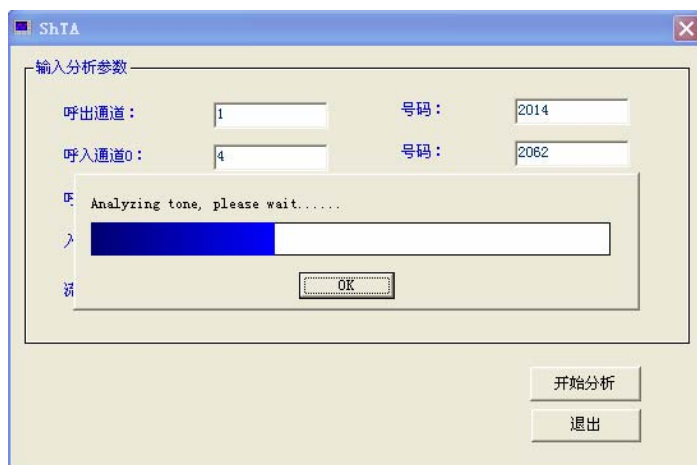 ShTA
输入分析参数
呼出通道： 1 号码： 2014
呼入通道0： 4 号码： 2062
Analyzing tone, please wait......
OK
开始分析
退出